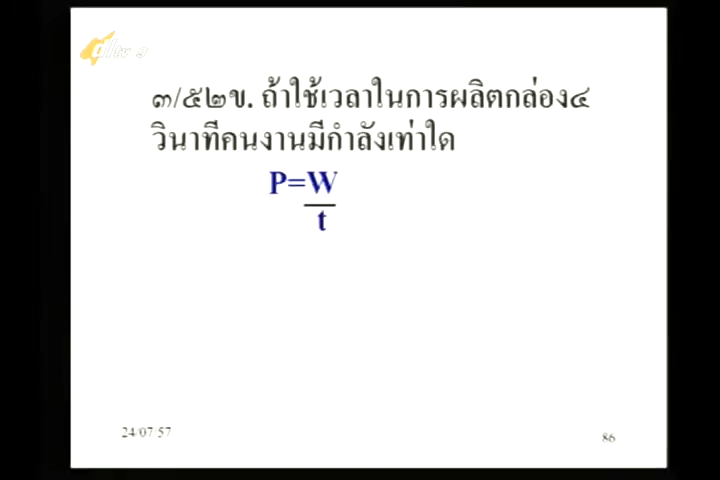 ๓/๕๒ข. ถ้าใช้เวลาในการผลิตกล่อง๔
วินาทีคนงานมีกำลังเท่าใด
P=W
t
24/07/57
86